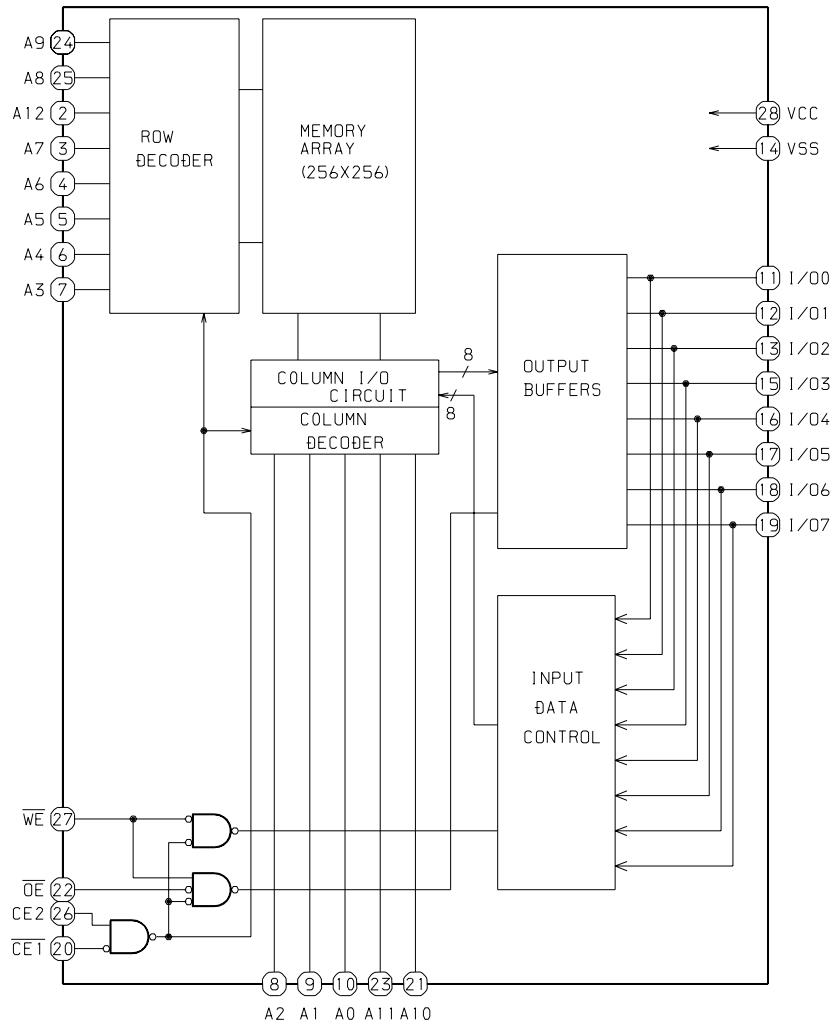 A9 24
A8 25
A12 2
A7 3
A6 4
A5 5
A4 6
A3 7
ROW
DECODER
MEMORY
ARRAY
(256X256)
28 VCC
14 VSS
11 I/O0
12 I/O1
13 I/O2
15 I/O3
16 I/O4
17 I/O5
18 I/O6
19 I/O7
OUTPUT
BUFFERS
8
8
COLUMN I/O
CIRCUIT
COLUMN
DECODER
INPUT
DATA
CONTROL
WE 27
OE 22
CE2 26
CE1 20
8 9 10 23 21
A2 A1 A0 A11 A10